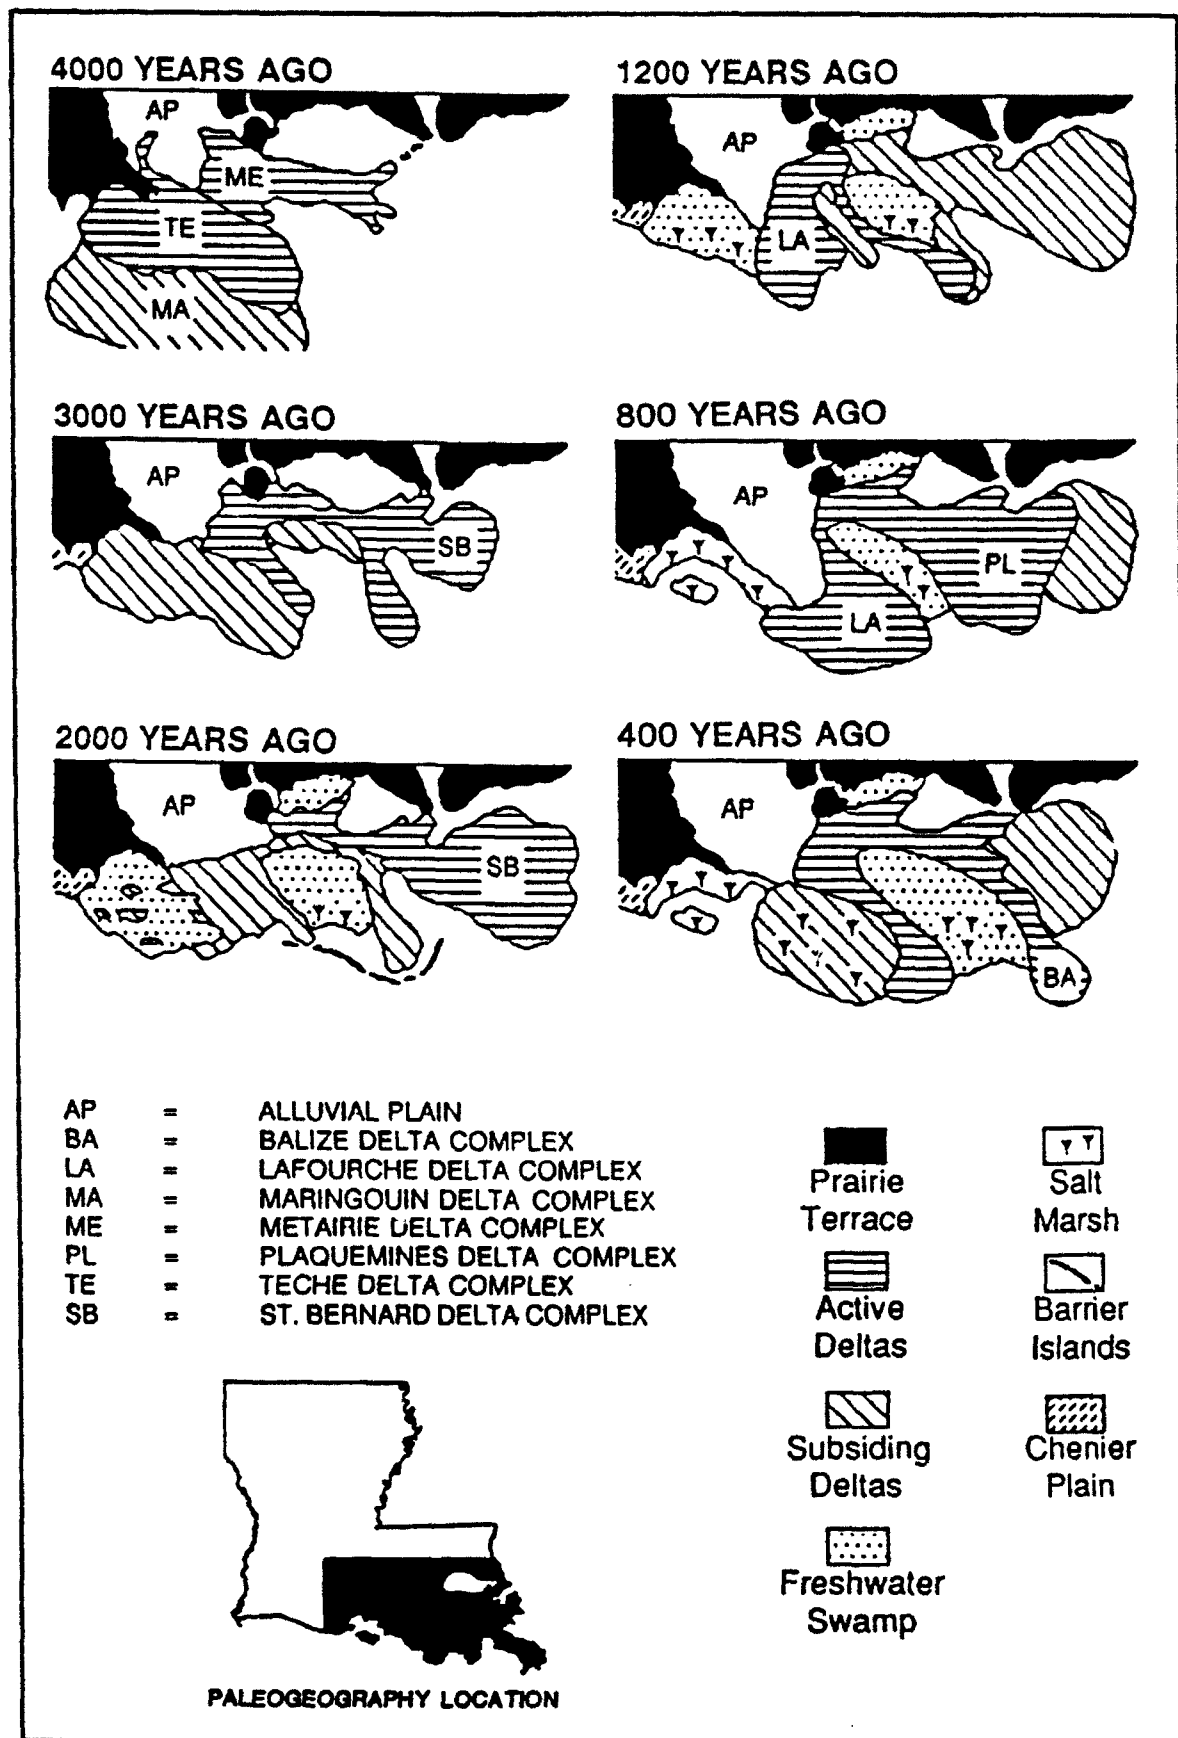 4000 YEARS AGO
AP
ME
TE
MA
1200 YEARS AGO
AP
LA
3000 YEARS AGO
AP
SB
800 YEARS AGO
AP
PL
LA
2000 YEARS AGO
AP
SB
400 YEARS AGO
AP
BA
AP = ALLUVIAL PLAIN
BA = BALIZE DELTA COMPLEX
LA = LAFOURCHE DELTA COMPLEX
MA = MARINGOUIN DELTA COMPLEX
ME = METAIRIE DELTA COMPLEX
PL = PLAQUEMINES DELTA COMPLEX
TE = TECHE DELTA COMPLEX
SB = ST. BERNARD DELTA COMPLEX
Prairie
Terrace
Salt
Marsh
Active
Deltas
Barrier
Islands
Subsiding
Deltas
Chenier
Plain
Freshwater
Swamp
PALEOGEOGRAPHY LOCATION